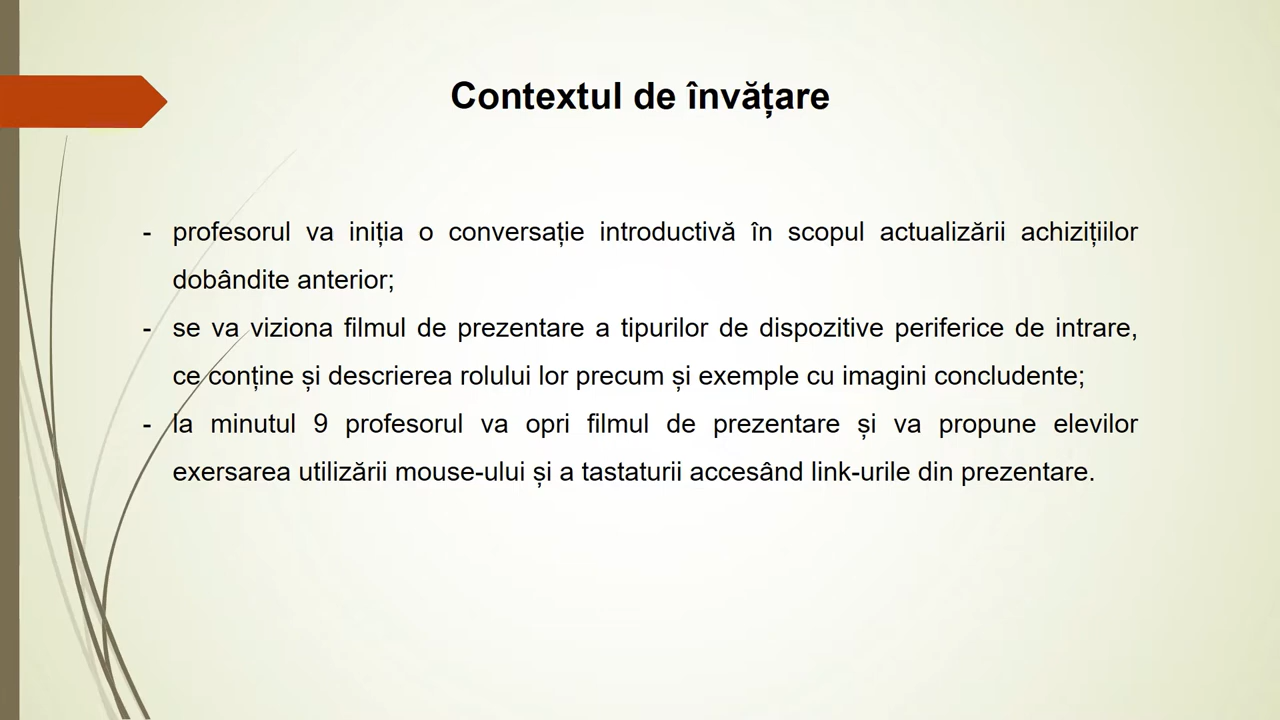 Contextul de învățare
- profesorul va iniția o conversație introductivă în scopul actualizării achizițiilor
dobândite anterior;
- se va viziona filmul de prezentare a tipurilor de dispozitive periferice de intrare,
ce conține și descrierea rolului lor precum și exemple cu imagini concludente;
- la minutul 9 profesorul va opri filmul de prezentare și va propune elevilor
exersarea utilizării mouse-ului și a tastaturii accesând link-urile din prezentare.